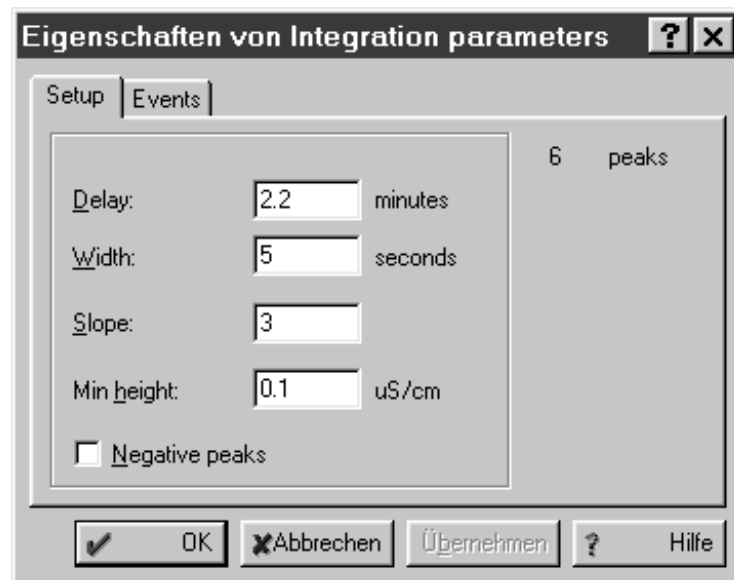 Eigenschaften von Integration parameters
Setup Events
6 peaks
Delay: 2.2 minutes
Width: 5 seconds
Slope: 3
Min height: 0.1 uS/cm
Negative peaks
OK Abbrechen Übernehmen Hilfe